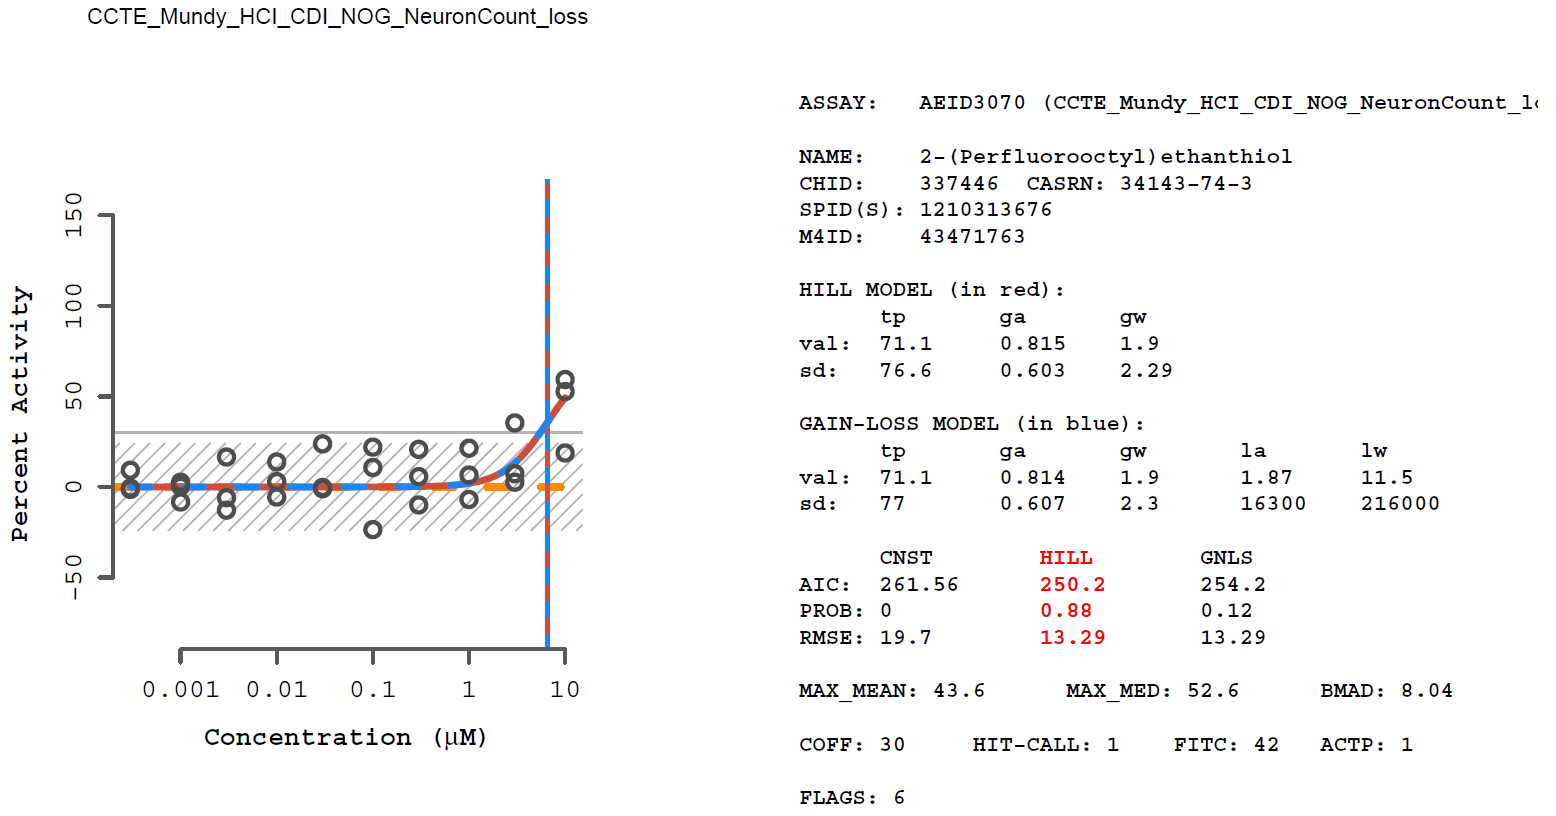 CCTE_Mundy_HCI_CDI_NOG_NeuronCount_loss
150
100
50
0
-50
Percent Activity
0.001 0.01 0.1 1 10
Concentration (μM)
ASSAY: AEID3070 (CCTE_Mundy_HCI_CDI_NOG_NeuronCount_l
NAME: 2-(Perfluorooctyl)ethanthiol
CHID: 337446 CASRN: 34143-74-3
SPID(S): 1210313676
M4ID: 43471763
HILL MODEL (in red):
tp ga gw
val: 71.1 0.815 1.9
sd: 76.6 0.603 2.29
GAIN-LOSS MODEL (in blue):
tp ga gw la lw
val: 71.1 0.814 1.9 1.87 11.5
sd: 77 0.607 2.3 16300 216000
CNST HILL GNLS
AIC: 261.56 250.2 254.2
PROB: 0 0.88 0.12
RMSE: 19.7 13.29 13.29
MAX_MEAN: 43.6 MAX_MED: 52.6 BMAD: 8.04
COFF: 30 HIT-CALL: 1 FITC: 42 ACTP: 1
FLAGS: 6